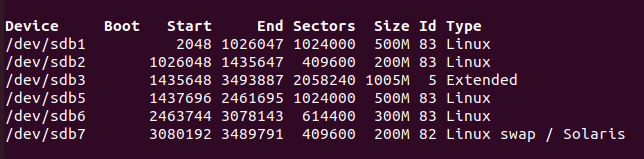 Device Boot Start End Sectors Size Id Type
/dev/sdb1 2048 1026047 1024000 500M 83 Linux
/dev/sdb2 1026048 1435647 409600 200M 83 Linux
/dev/sdb3 1435648 3493887 2058240 1005M 5 Extended
/dev/sdb5 1437696 2461695 1024000 500M 83 Linux
/dev/sdb6 2463744 3078143 614400 300M 83 Linux
/dev/sdb7 3080192 3489791 409600 200M 82 Linux swap / Solaris